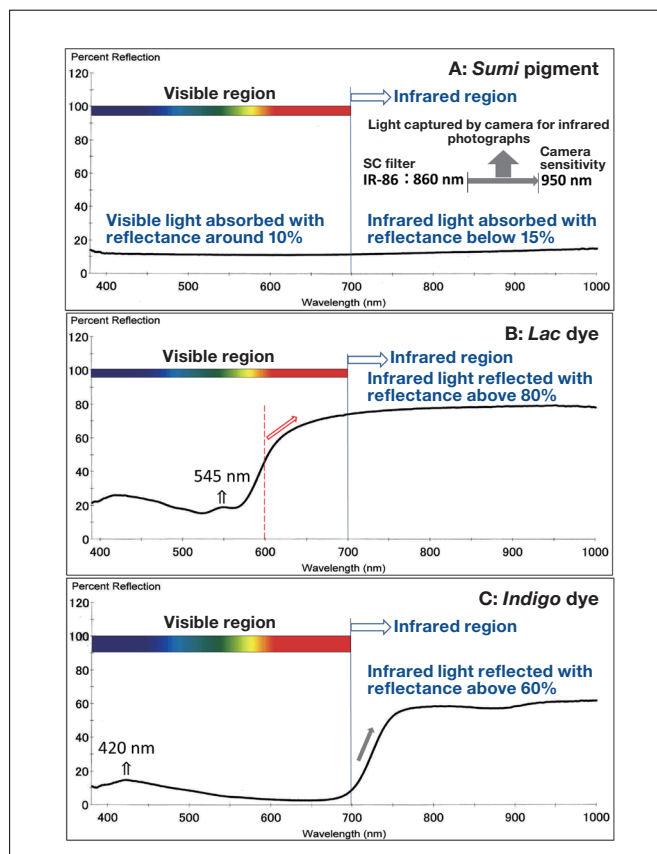 Percent Reflection
A: Sumi pigment
120
100
80
60
40
20
0
Visible region
Infrared region
Light captured by camera for infrared
photographs
SC filter
IR-86：860 nm
Camera
sensitivity
950 nm
Visible light absorbed with
reflectance around 10%
Infrared light absorbed with
reflectance below 15%
400 500 600 700 800 900 1000
Wavelength (nm)
Percent Reflection
B: Lac dye
120
100
80
60
40
20
0
Visible region
Infrared region
Infrared light reflected with
reflectance above 80%
545 nm
400 500 600 700 800 900 1000
Wavelength (nm)
Percent Reflection
C: Indigo dye
120
100
80
60
40
20
0
Visible region
Infrared region
Infrared light reflected with
reflectance above 60%
420 nm
400 500 600 700 800 900 1000
Wavelength (nm)